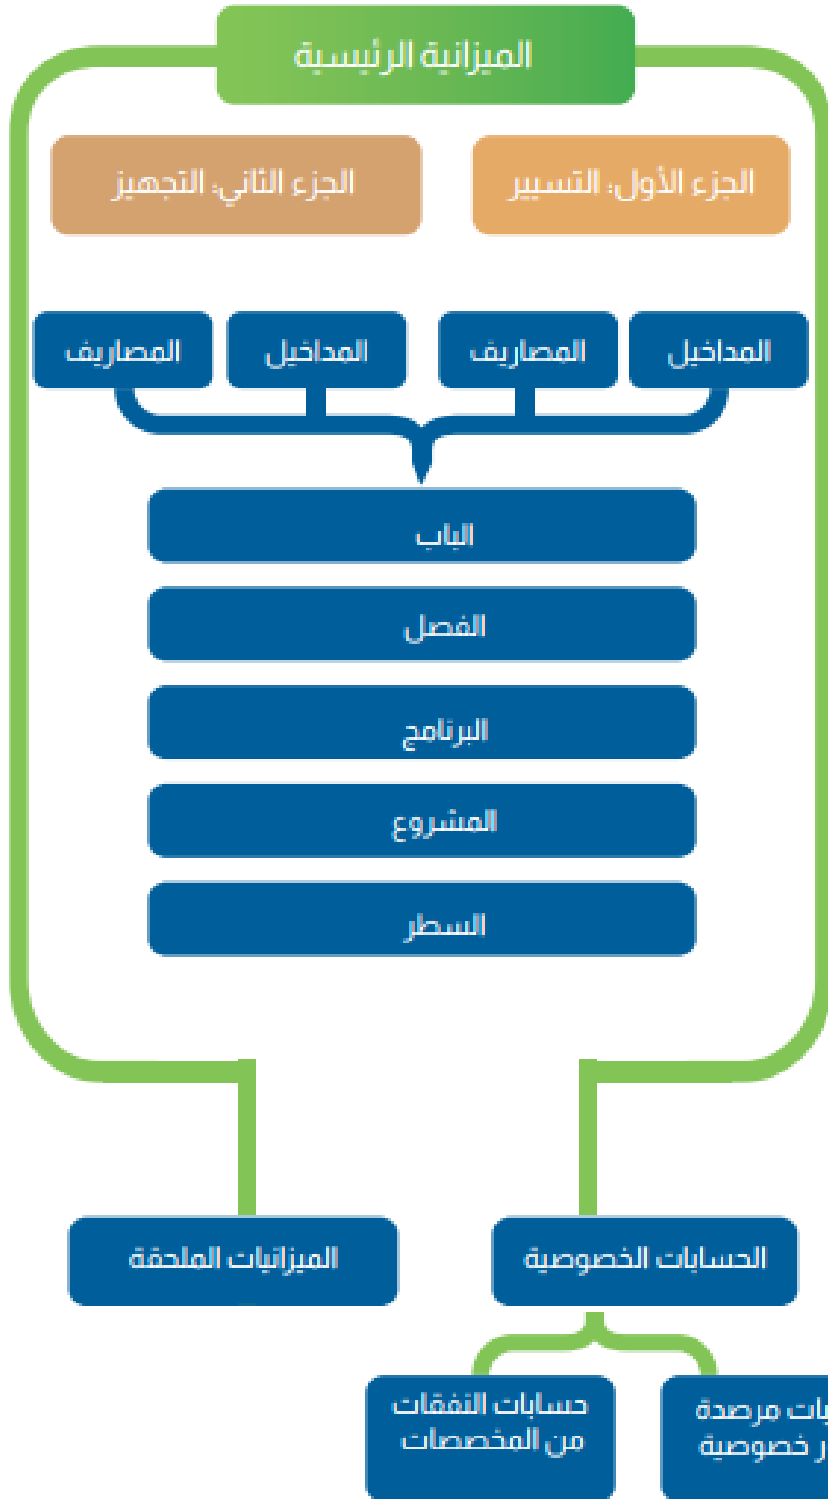 الميزانية الرئيسية
الجزء الأول: التسيير
الجزء الثاني: التجهيز
المداخيل
المصاريف
المداخيل
المصاريف
الباب
الفصل
البرنامج
المشروع
السطر
الحسابات الخصوصية
الميزانيات الملحقة
مرصدة
خصوصية
حسابات النفقات
من المخصصات